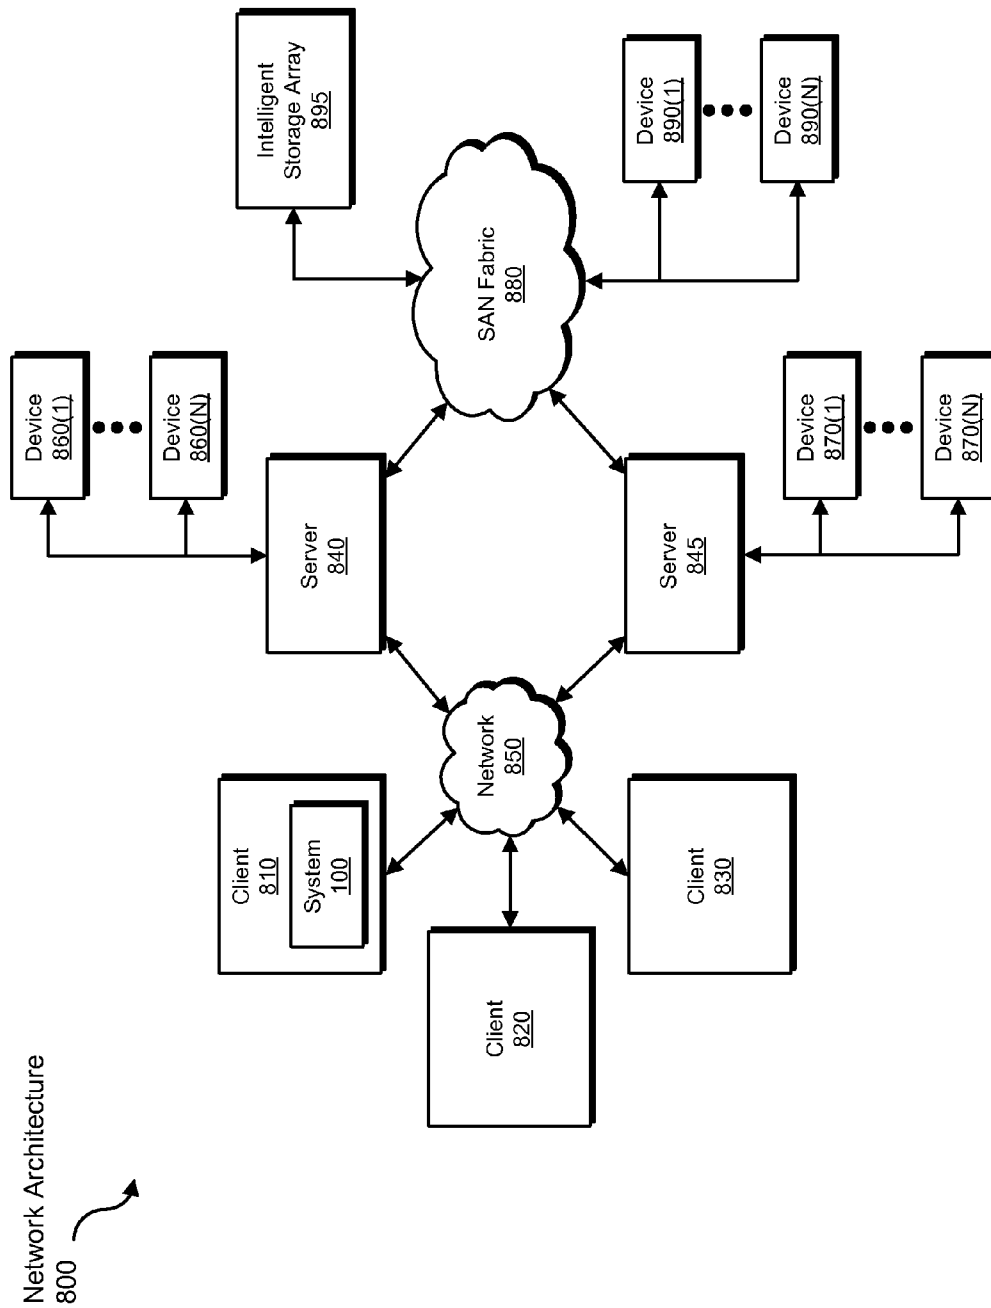 Network Architecture
800
Client
810
System
100
Client
820
Client
830
Network
850
Server
840
Server
845
Device
860(1)
Device
860(N)
Device
870(1)
Device
870(N)
SAN Fabric
880
Intelligent
Storage Array
895
Device
890(1)
Device
890(N)